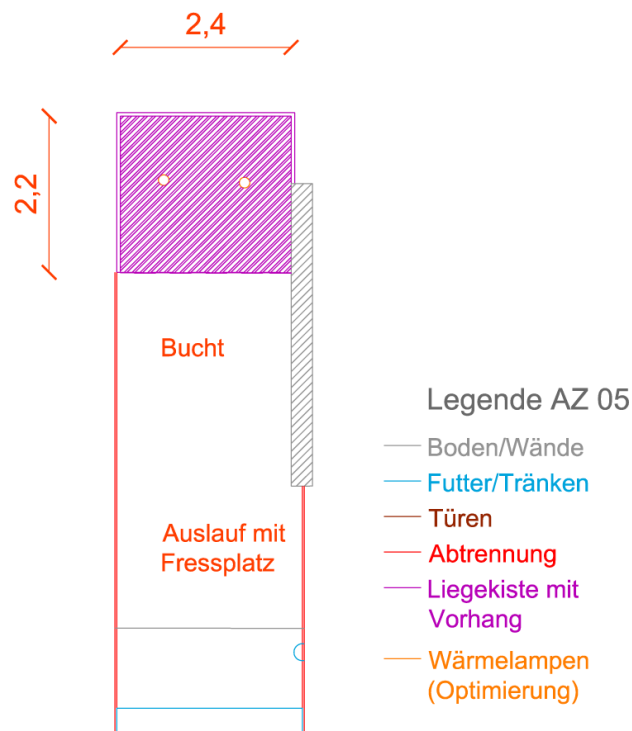 2,4
2,2
Bucht
Auslauf mit
Fressplatz
Legende AZ 05
Boden/Wände
Futter/Tränken
Türen
Abtrennung
Liegekiste mit
Vorhang
Wärmelampen
(Optimierung)